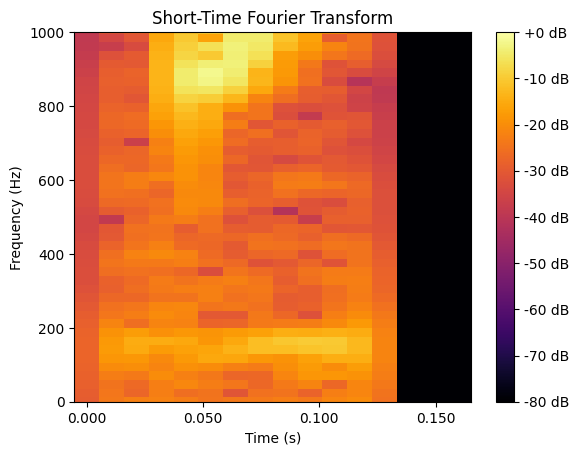 Short-Time Fourier Transform
1000
800
600
400
200
0
Frequency (Hz)
0.000
0.050
0.100
0.150
Time (s)
+0 dB
-10 dB
-20 dB
-30 dB
-40 dB
-50 dB
-60 dB
-70 dB
-80 dB